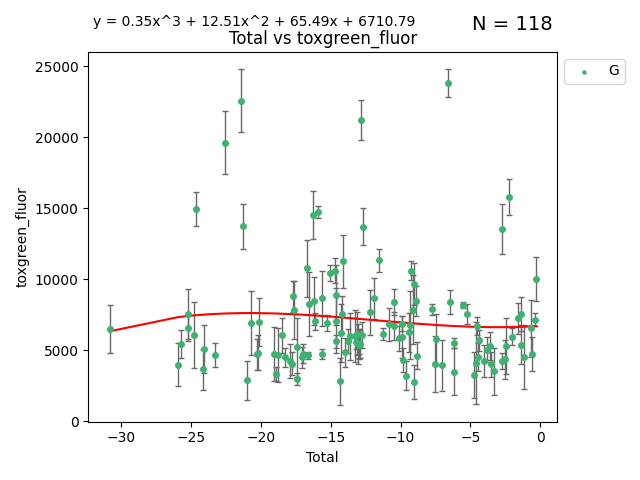 y = 0.35x^3 + 12.51x^2 + 65.49x + 6710.79
N = 118
Total vs toxgreen_fluor
G
25000
20000
15000
10000
5000
0
toxgreen_fluor
−30
−25
−20
−15
−10
−5
0
Total